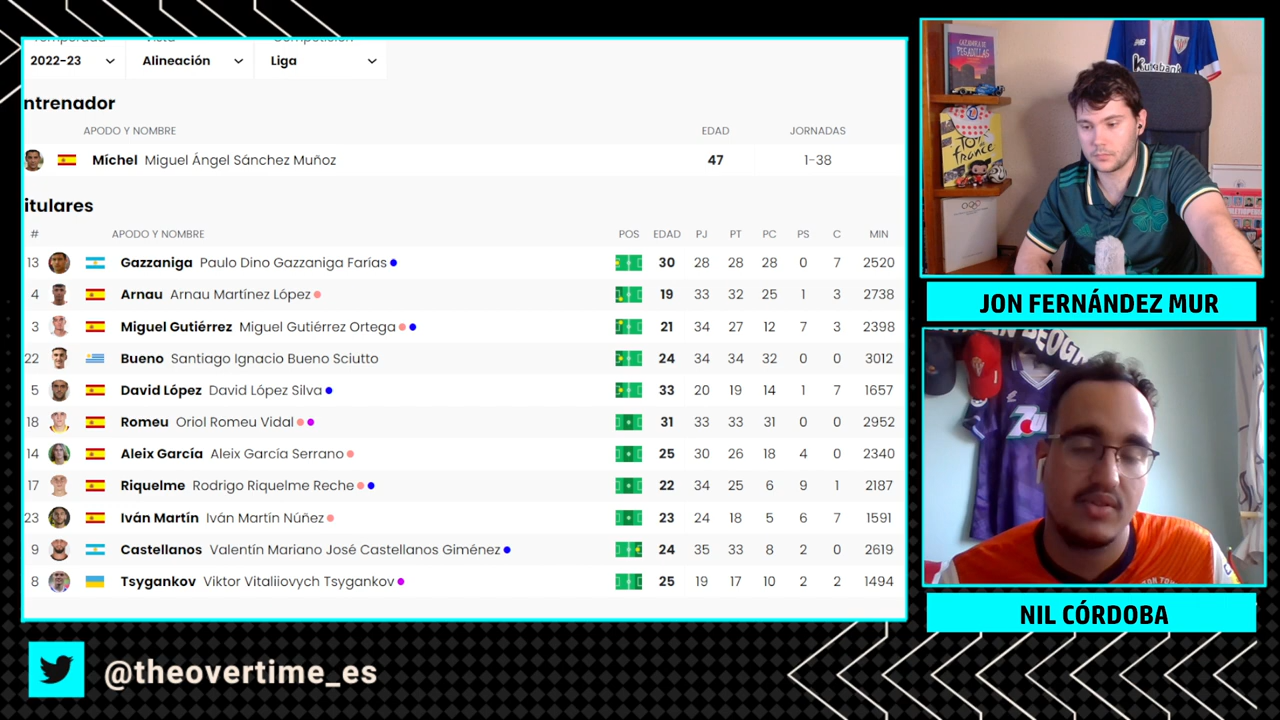 2022-23 Alineación Liga
ntrenador
APODO Y NOMBRE EDAD JORNADAS
Míchel Miguel Ángel Sánchez Muñoz 47 1-38
itulares
# APODO Y NOMBRE POS EDAD PJ PT PC PS C MIN
13 Gazzaniga Paulo Dino Gazzaniga Farías 30 28 28 28 0 7 2520
4 Arnau Arnau Martínez López 19 33 32 25 1 3 2738
3 Miguel Gutiérrez Miguel Gutiérrez Ortega 21 34 27 12 7 3 2398
22 Bueno Santiago Ignacio Bueno Sciutto 24 34 34 32 0 0 3012
5 David López David López Silva 33 20 19 14 1 7 1657
18 Romeu Oriol Romeu Vidal 31 33 33 31 0 0 2952
14 Aleix García Aleix García Serrano 25 30 26 18 4 0 2340
17 Riquelme Rodrigo Riquelme Reche 22 34 25 6 9 1 2187
23 Iván Martín Iván Martín Núñez 23 24 18 5 6 7 1591
9 Castellanos Valentín Mariano José Castellanos Giménez 24 35 33 8 2 0 2619
8 Tsygankov Viktor Vitaliiovych Tsygankov 25 19 17 10 2 2 1494
Kutxabank
PESADILLAS
TOUR
france
JON FERNÁNDEZ MUR
NIL CÓRDOBA
@theovertime_es